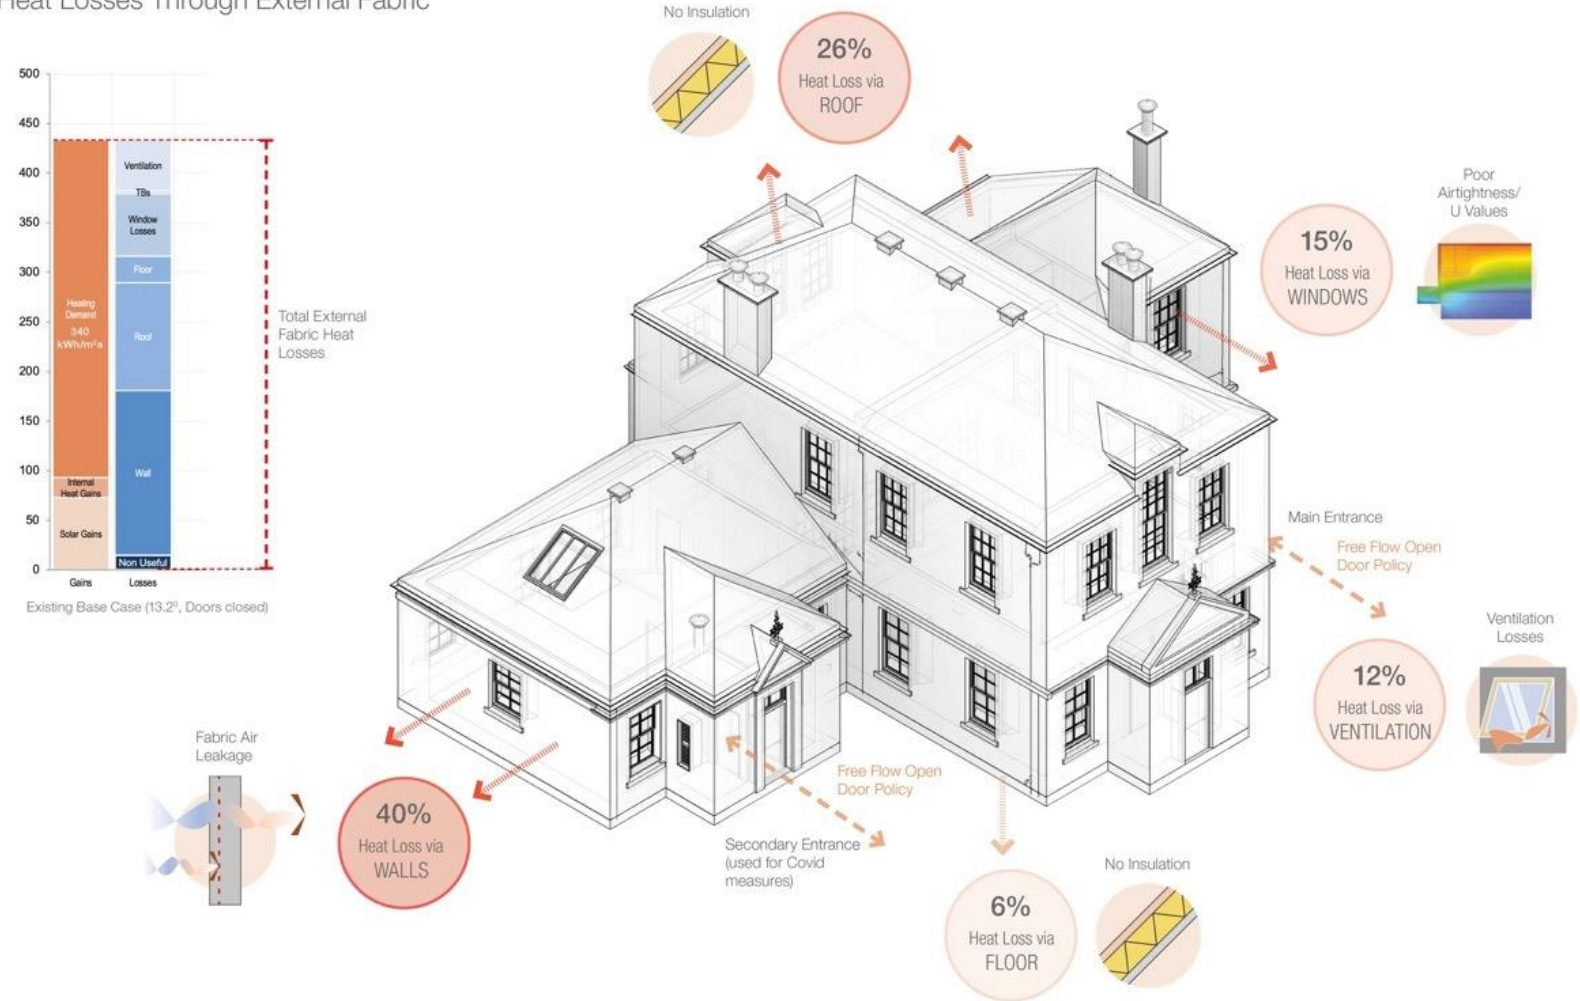 Heat Losses Through External Fabric
500
450
400
350
300
250
200
150
100
50
0
Heating
Demand
340
kWh/m²a
Internal
Heat Gains
Solar Gains
Ventilation
TBs
Window
Losses
Floor
Roof
Wall
Non Useful
Gains
Losses
Total External
Fabric Heat
Losses
Existing Base Case (13.2⁰, Doors closed)
No Insulation
26%
Heat Loss via
ROOF
Poor
Airtightness/
U Values
15%
Heat Loss via
WINDOWS
Main Entrance
Free Flow Open
Door Policy
Ventilation
Losses
12%
Heat Loss via
VENTILATION
Fabric Air
Leakage
40%
Heat Loss via
WALLS
Free Flow Open
Door Policy
Secondary Entrance
(used for Covid
measures)
No Insulation
6%
Heat Loss via
FLOOR